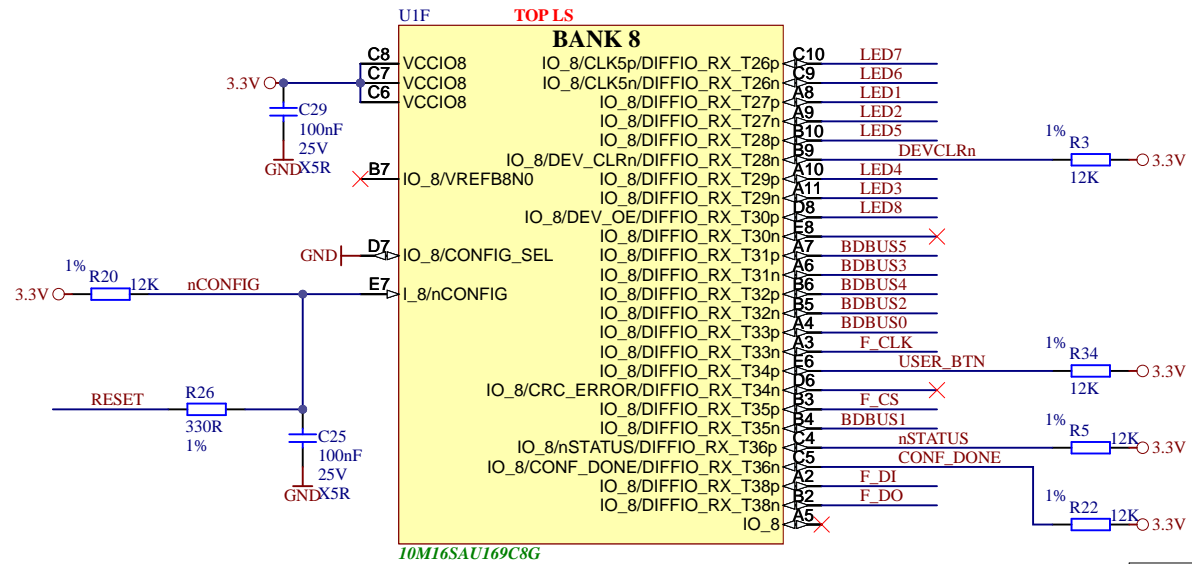 U1F
TOP LS
BANK 8
C8 VCCIO8
C7 VCCIO8
C6 VCCIO8
3.3V
C29
100nF
25V
X5R
GND
B7 IO_8/VREFB8N0
GND D7 IO_8/CONFIG_SEL
3.3V 1% R20 12K nCONFIG E7 I_8/nCONFIG
RESET R26
330R
1%
C25
100nF
25V
X5R
GND
IO_8/CLK5p/DIFFIO_RX_T26p C10 LED7
IO_8/CLK5n/DIFFIO_RX_T26n C9 LED6
IO_8/DIFFIO_RX_T27p A8 LED1
IO_8/DIFFIO_RX_T27n A9 LED2
IO_8/DIFFIO_RX_T28p B10 LED5
IO_8/DEV_CLRn/DIFFIO_RX_T28n B9 DEVCLRn 1% R3 12K 3.3V
IO_8/DIFFIO_RX_T29p A10 LED4
IO_8/DIFFIO_RX_T29n A11 LED3
IO_8/DEV_OE/DIFFIO_RX_T30p D8 LED8
IO_8/DIFFIO_RX_T30n E8
IO_8/DIFFIO_RX_T31p A7 BDBUS5
IO_8/DIFFIO_RX_T31n A6 BDBUS3
IO_8/DIFFIO_RX_T32p B6 BDBUS4
IO_8/DIFFIO_RX_T32n B5 BDBUS2
IO_8/DIFFIO_RX_T33p A4 BDBUS0
IO_8/DIFFIO_RX_T33n A3 F_CLK
IO_8/DIFFIO_RX_T34p E6 USER_BTN 1% R34 12K 3.3V
IO_8/CRC_ERROR/DIFFIO_RX_T34n D6
IO_8/DIFFIO_RX_T35p B3 F_CS
IO_8/DIFFIO_RX_T35n B4 BDBUS1
IO_8/nSTATUS/DIFFIO_RX_T36p C4 nSTATUS 1% R5 12K 3.3V
IO_8/CONF_DONE/DIFFIO_RX_T36n C5 CONF_DONE 1% R22 12K 3.3V
IO_8/DIFFIO_RX_T38p A2 F_DI
IO_8/DIFFIO_RX_T38n B2 F_DO
IO_8 A5
10M16SAU169C8G